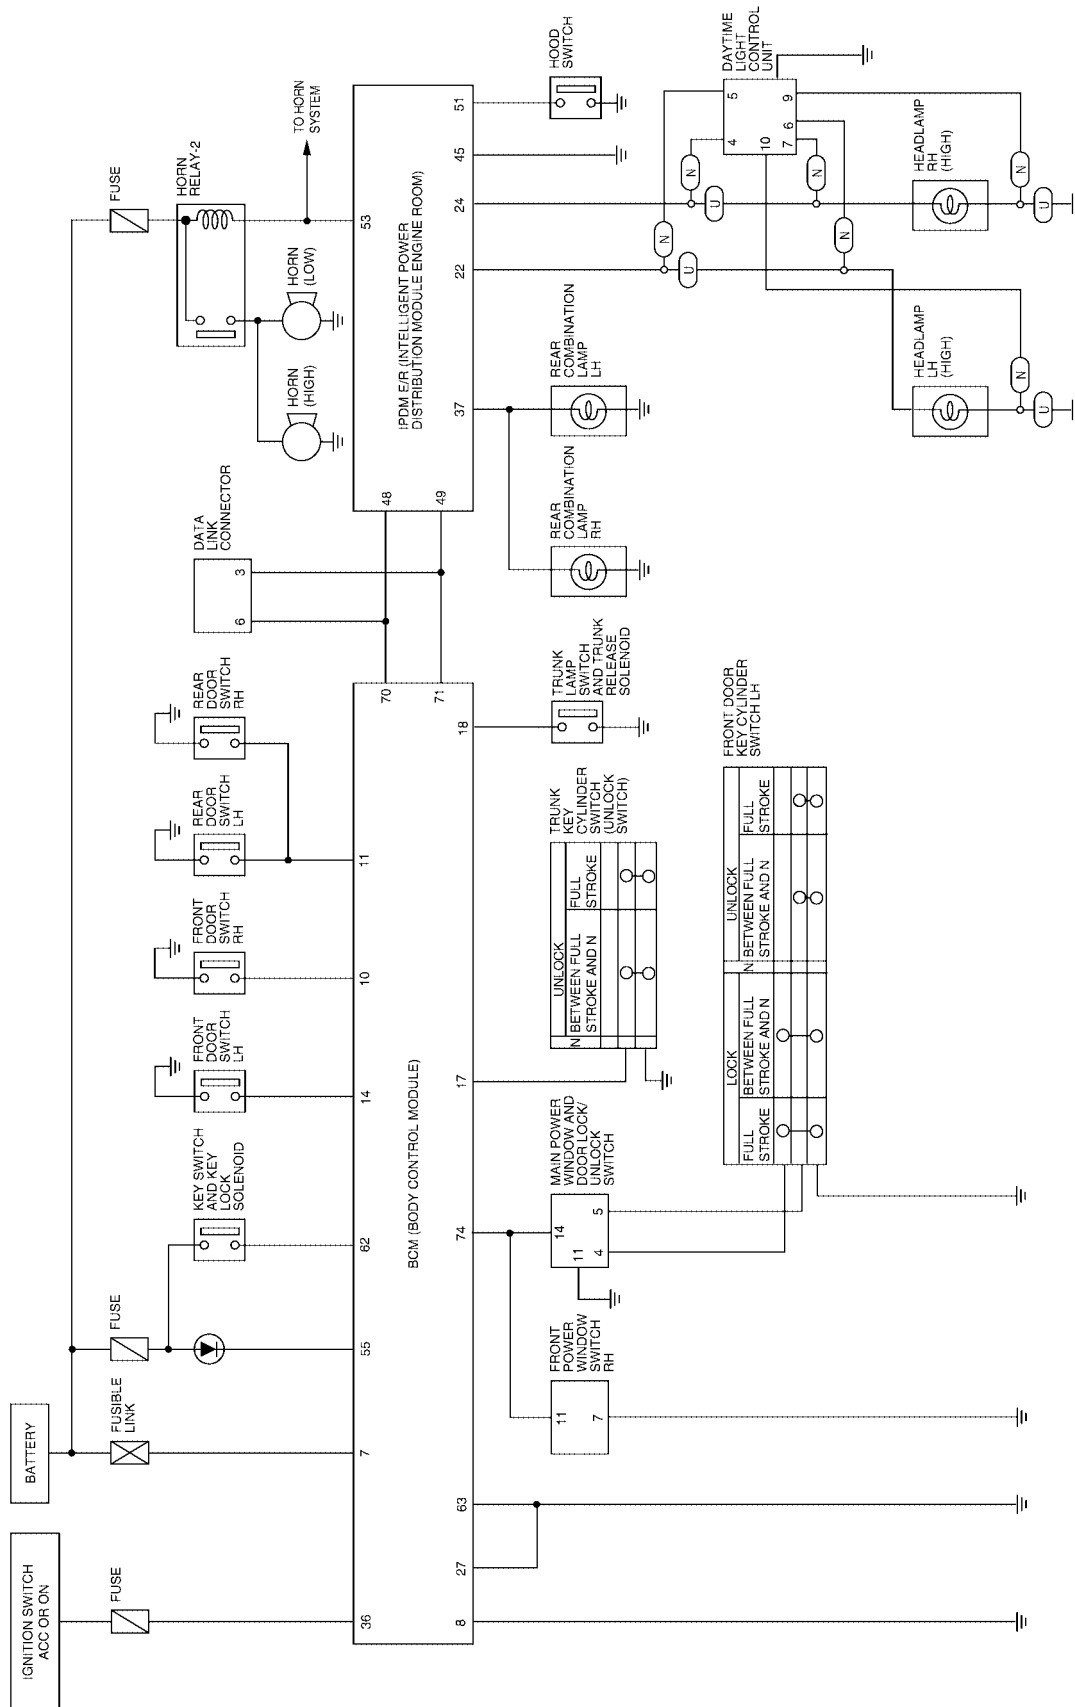 IGNITION SWITCH
ACC OR ON
BATTERY
FUSE
FUSIBLE
LINK
FUSE
FUSE
KEY SWITCH
AND KEY
LOCK
SOLENOID
FRONT
DOOR
SWITCH
LH
FRONT
DOOR
SWITCH
RH
REAR
DOOR
SWITCH
LH
REAR
DOOR
SWITCH
RH
DATA
LINK
CONNECTOR
6
3
HORN
RELAY-2
HORN
(HIGH)
HORN
(LOW)
TO HORN
SYSTEM
36
7
55
62
14
10
11
70
71
48
49
53
BCM (BODY CONTROL MODULE)
IPDM E/R (INTELLIGENT POWER
DISTRIBUTION MODULE ENGINE ROOM)
8
27
63
74
17
18
37
22
24
45
51
FRONT
POWER
WINDOW
SWITCH
RH
11
7
MAIN POWER
WINDOW AND
DOOR LOCK/
UNLOCK
SWITCH
14
11
4
5
TRUNK
KEY
CYLINDER
SWITCH
(UNLOCK
SWITCH)
UNLOCK
N
BETWEEN FULL
STROKE AND N
FULL
STROKE
TRUNK
LAMP
SWITCH
AND TRUNK
RELEASE
SOLENOID
REAR
COMBINATION
LAMP
RH
REAR
COMBINATION
LAMP
LH
HOOD
SWITCH
FRONT DOOR
KEY CYLINDER
SWITCH LH
LOCK
UNLOCK
FULL
STROKE
BETWEEN FULL
STROKE AND N
N
BETWEEN FULL
STROKE AND N
FULL
STROKE
DAYTIME
LIGHT
CONTROL
UNIT
4
5
10
7
6
9
N
N
U
U
N
N
HEADLAMP
LH
(HIGH)
HEADLAMP
RH
(HIGH)
N
U
N
U